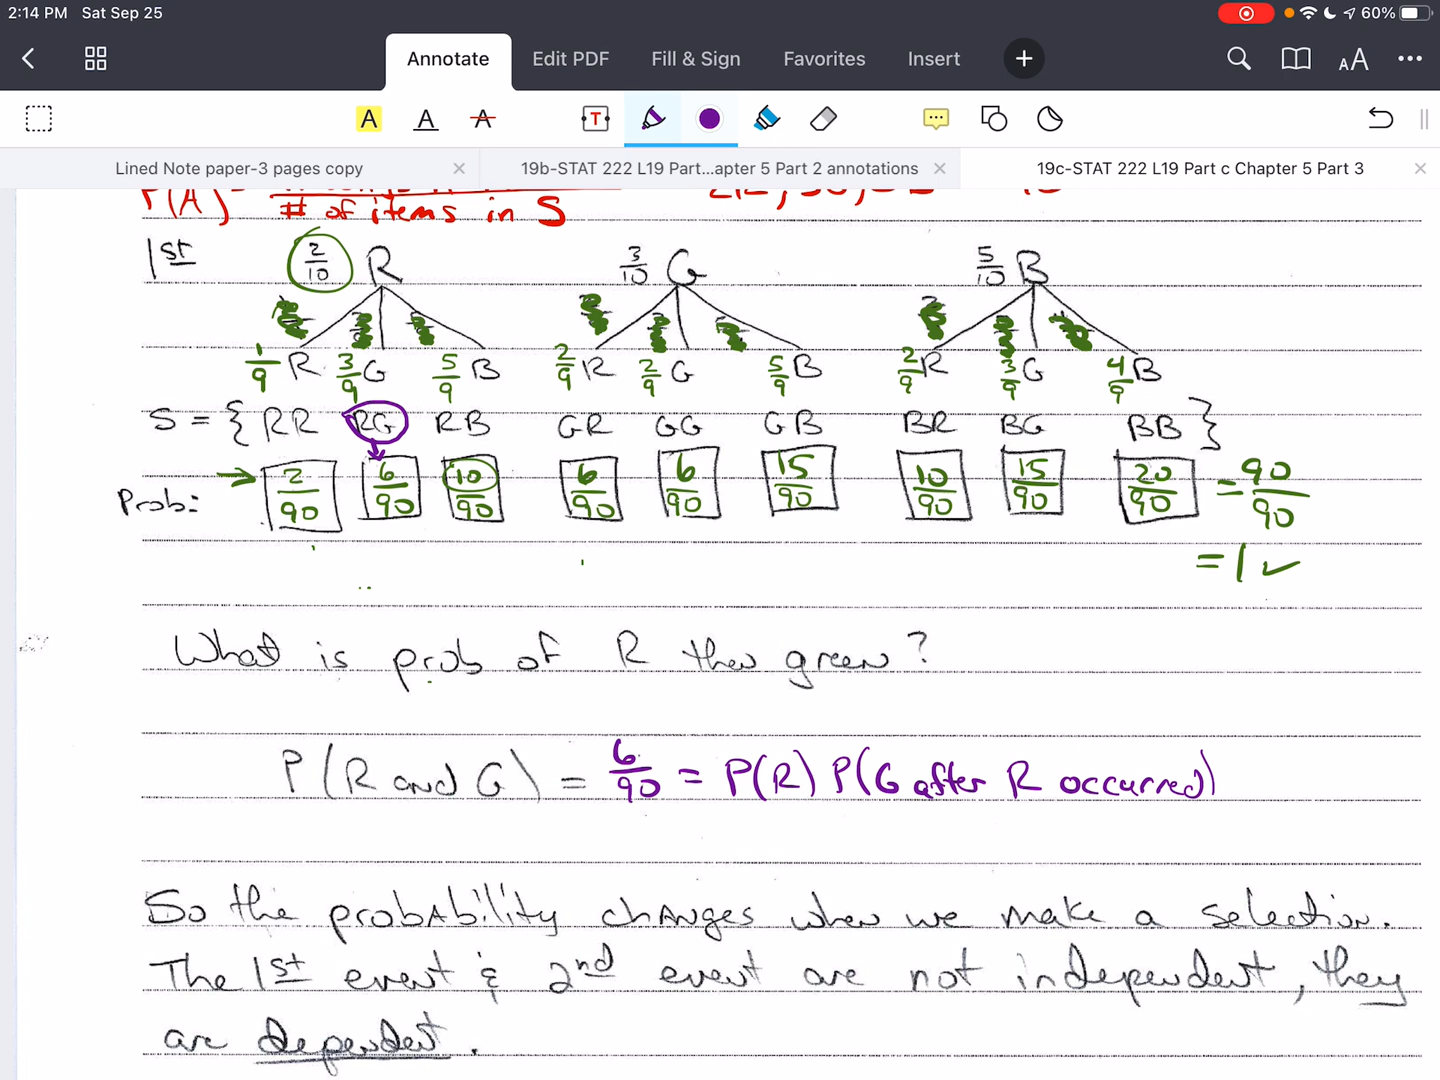 2:14 PM Sat Sep 25 60%
Annotate Edit PDF Fill & Sign Favorites Insert AA
A A A T
Lined Note paper-3 pages copy 19b-STAT 222 L19 Part...apter 5 Part 2 annotations 19c-STAT 222 L19 Part c Chapter 5 Part 3
P(A) =
# of items in S
1st 2/10 R 3/10 G 5/10 B
1/9 R 3/9 G 5/9 B 2/9 R 2/9 G 5/9 B 2/9 R 3/9 G 4/9 B
S = { RR RG RB GR GG GB BR BG BB }
Prob: 2/90 6/90 10/90 6/90 6/90 15/90 10/90 15/90 20/90 = 90/90
= 1 ✓
What is prob of R then green?
P(R and G) = 6/90 = P(R) P(G after R occurred)
So the probability changes when we make a selection.
The 1st event & 2nd event are not independent, they
are dependent.